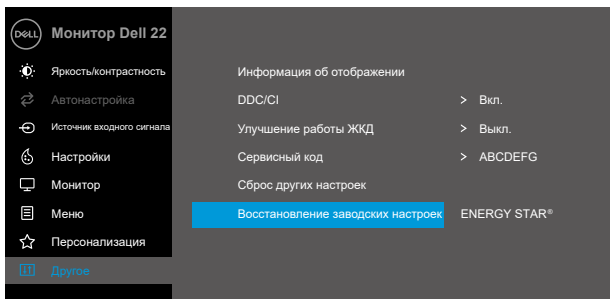 DELL
Монитор Dell 22
Яркость/контрастность
Автонастройка
Источник входного сигнала
Настройки
Монитор
Меню
Персонализация
Другое
Информация об отображении
DDC/CI > Вкл.
Улучшение работы ЖКД > Выкл.
Сервисный код > ABCDEFG
Сброс других настроек
Восстановление заводских настроек ENERGY STAR®